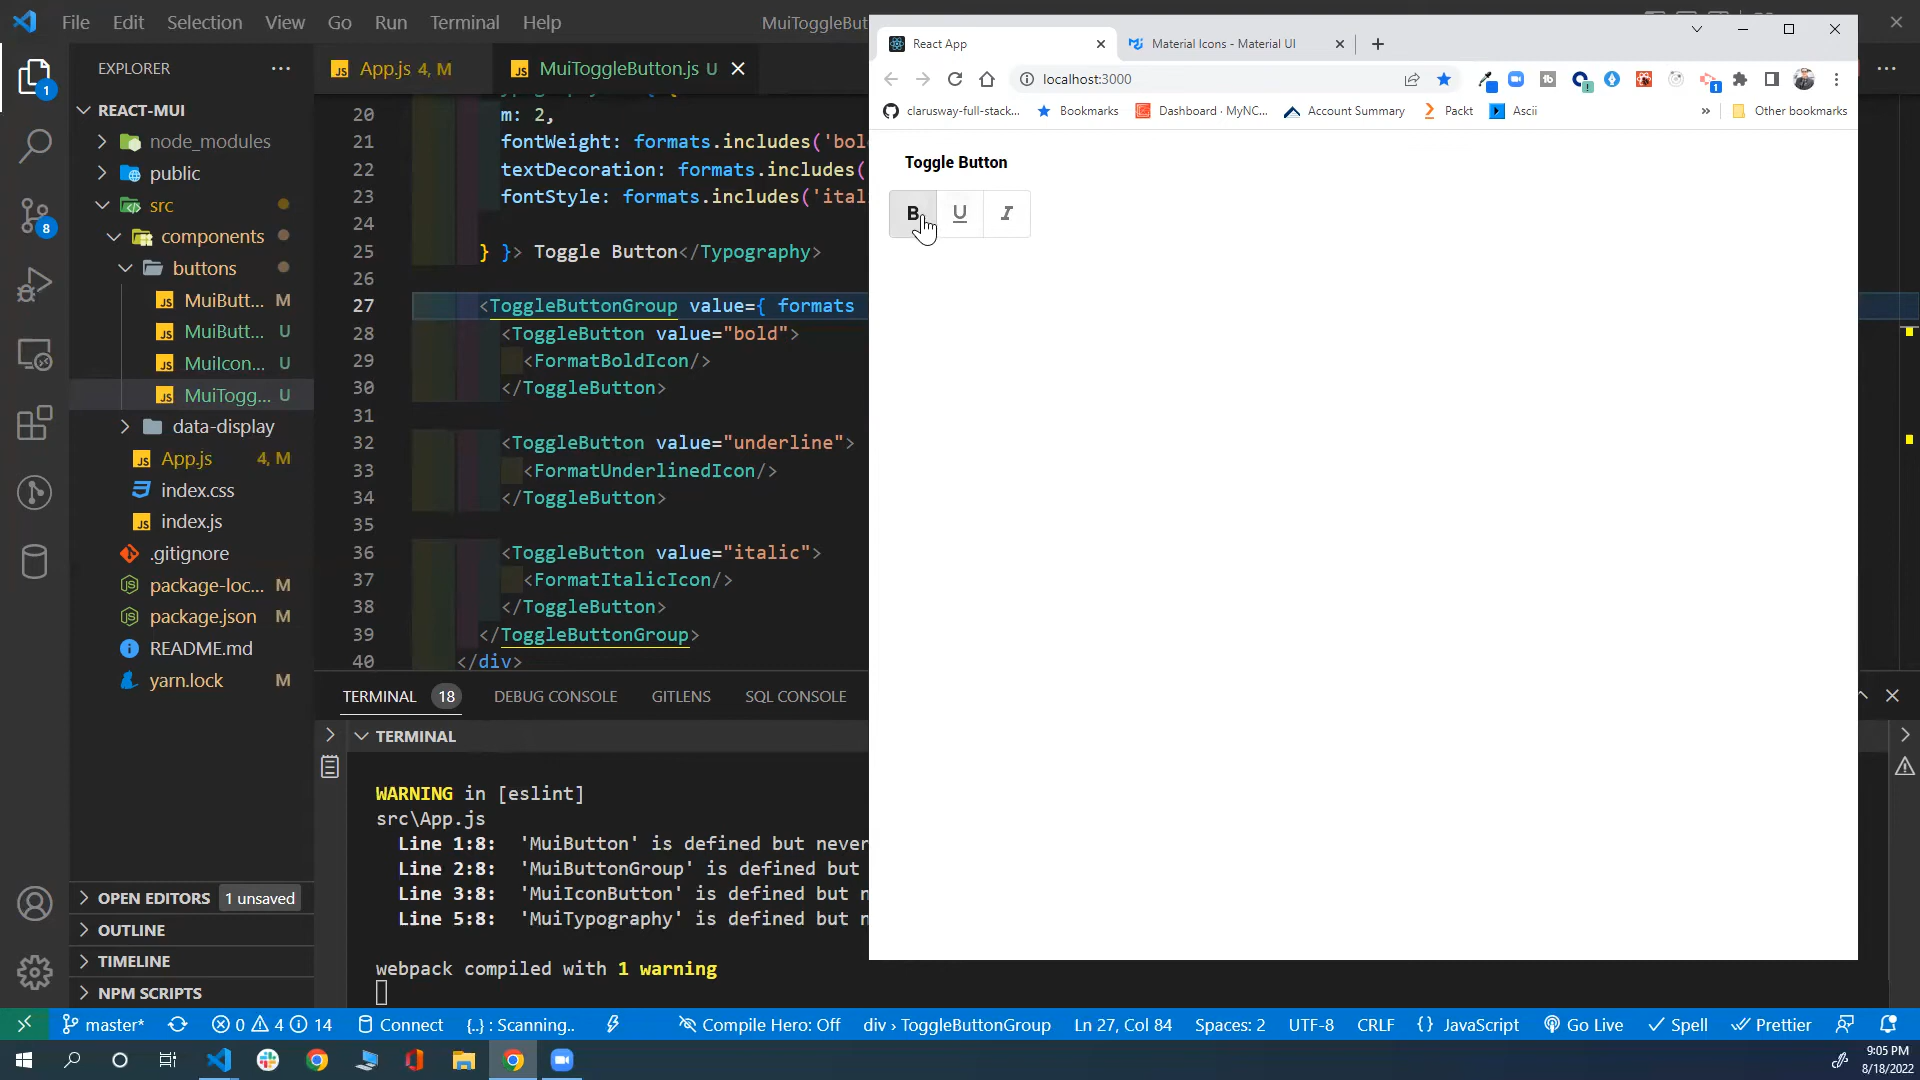 File Edit Selection View Go Run Terminal Help
MuiToggleBut
EXPLORER
App.js 4, M
MuiToggleButton.js U
REACT-MUI
node_modules
public
src
components
buttons
MuiButt... M
MuiButt... U
MuiIcon... U
MuiTogg... U
data-display
App.js 4, M
index.css
index.js
.gitignore
package-loc... M
package.json M
README.md
yarn.lock M
OPEN EDITORS 1 unsaved
OUTLINE
TIMELINE
NPM SCRIPTS
20 m: 2,
21 fontWeight: formats.includes('bol
22 textDecoration: formats.includes(
23 fontStyle: formats.includes('ital
24
25 } }> Toggle Button</Typography>
26
27 <ToggleButtonGroup value={ formats
28 <ToggleButton value="bold">
29 <FormatBoldIcon/>
30 </ToggleButton>
31
32 <ToggleButton value="underline">
33 <FormatUnderlinedIcon/>
34 </ToggleButton>
35
36 <ToggleButton value="italic">
37 <FormatItalicIcon/>
38 </ToggleButton>
39 </ToggleButtonGroup>
40 </div>
TERMINAL 18 DEBUG CONSOLE GITLENS SQL CONSOLE
TERMINAL
WARNING in [eslint]
src\App.js
Line 1:8: 'MuiButton' is defined but never
Line 2:8: 'MuiButtonGroup' is defined but
Line 3:8: 'MuiIconButton' is defined but n
Line 5:8: 'MuiTypography' is defined but n
webpack compiled with 1 warning
React App
Material Icons - Material UI
localhost:3000
clarusway-full-stack... Bookmarks Dashboard · MyNC... Account Summary Packt Ascii » Other bookmarks
Toggle Button
B U I
master* 0 4 14 Connect {..} : Scanning.. Compile Hero: Off div › ToggleButtonGroup Ln 27, Col 84 Spaces: 2 UTF-8 CRLF {} JavaScript Go Live Spell Prettier
9:05 PM
8/18/2022